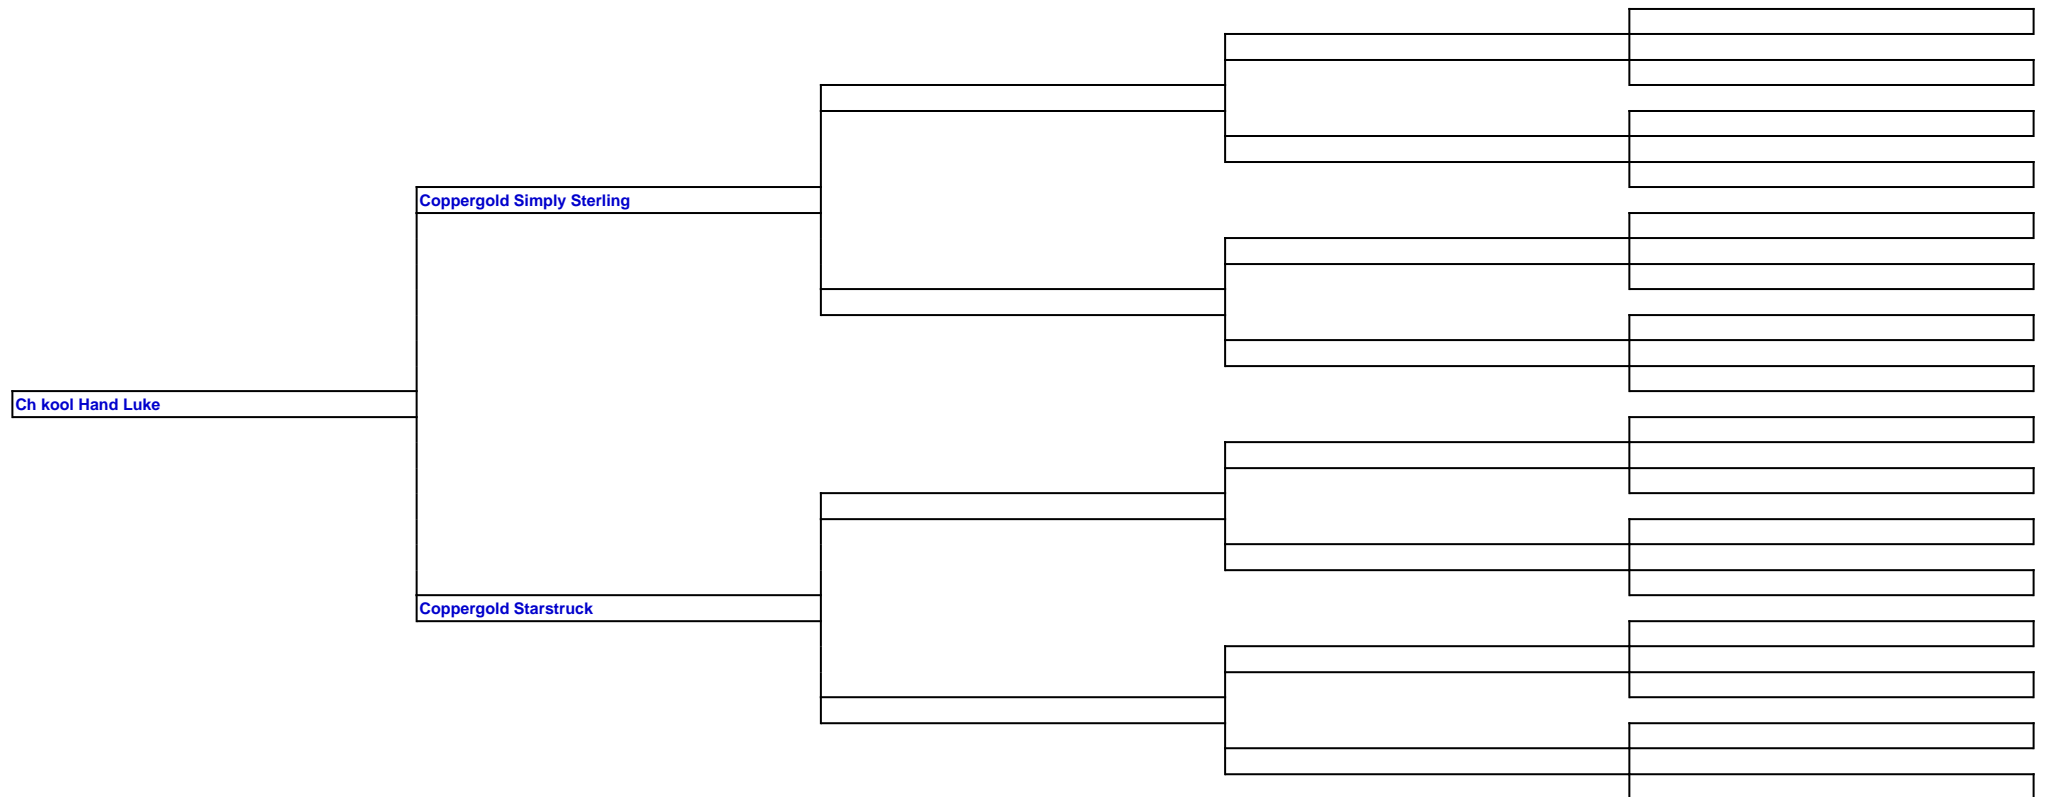 Coppergold Simply Sterling
Ch kool Hand Luke
Coppergold Starstruck